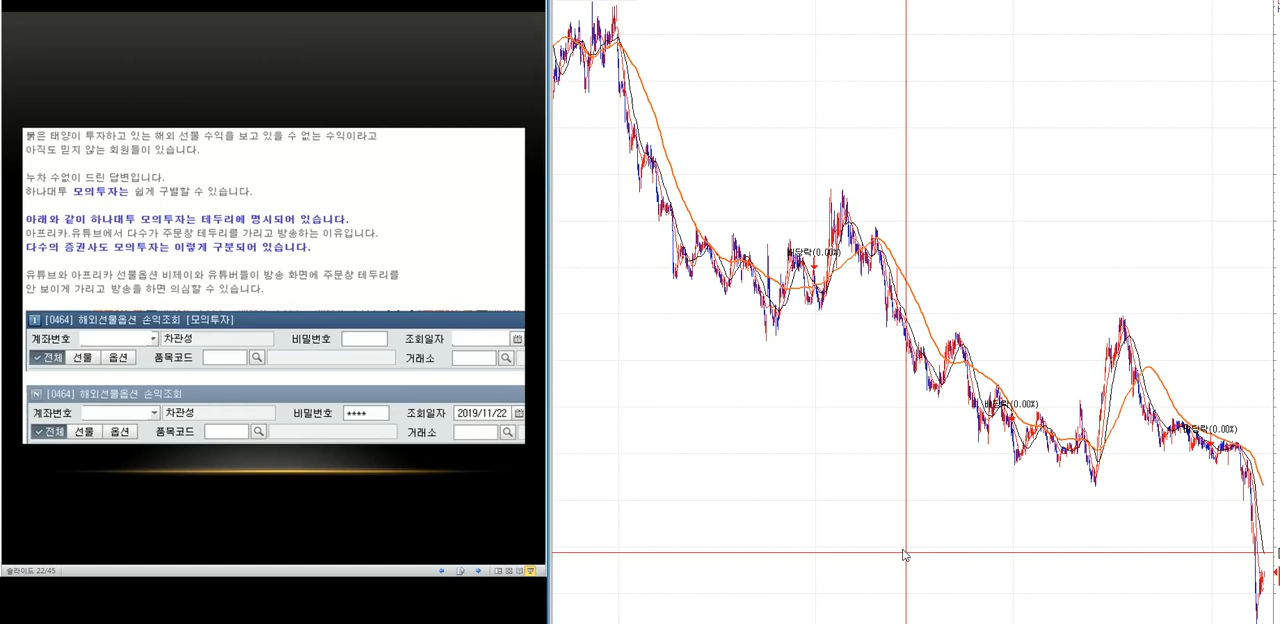 붉은 태양이 투자하고 있는 해외 선물 수익을 보고 있을 수 없는 수익이라고
아직도 믿지 않는 회원들이 있습니다.
누차 수없이 드린 답변입니다.
하나대투 모의투자는 쉽게 구별할 수 있습니다.
아래와 같이 하나대투 모의투자는 테두리에 명시되어 있습니다.
아프리카.유튜브에서 다수가 주문창 테두리를 가리고 방송하는 이유입니다.
다수의 증권사도 모의투자는 이렇게 구분되어 있습니다.
유튜브와 아프리카 선물옵션 비제이와 유튜버들이 방송 화면에 주문창 테두리를
안 보이게 가리고 방송을 하면 의심할 수 있습니다.
[0464] 해외선물옵션 손익조회 [모의투자]
계좌번호 차관성 비밀번호 조회일자
전체 선물 옵션 품목코드 거래소
[0464] 해외선물옵션 손익조회
계좌번호 차관성 비밀번호 **** 조회일자 2019/11/22
전체 선물 옵션 품목코드 거래소
슬라이드 22/45
배당락(0.00%)
배당락(0.00%)
배당락(0.00%)